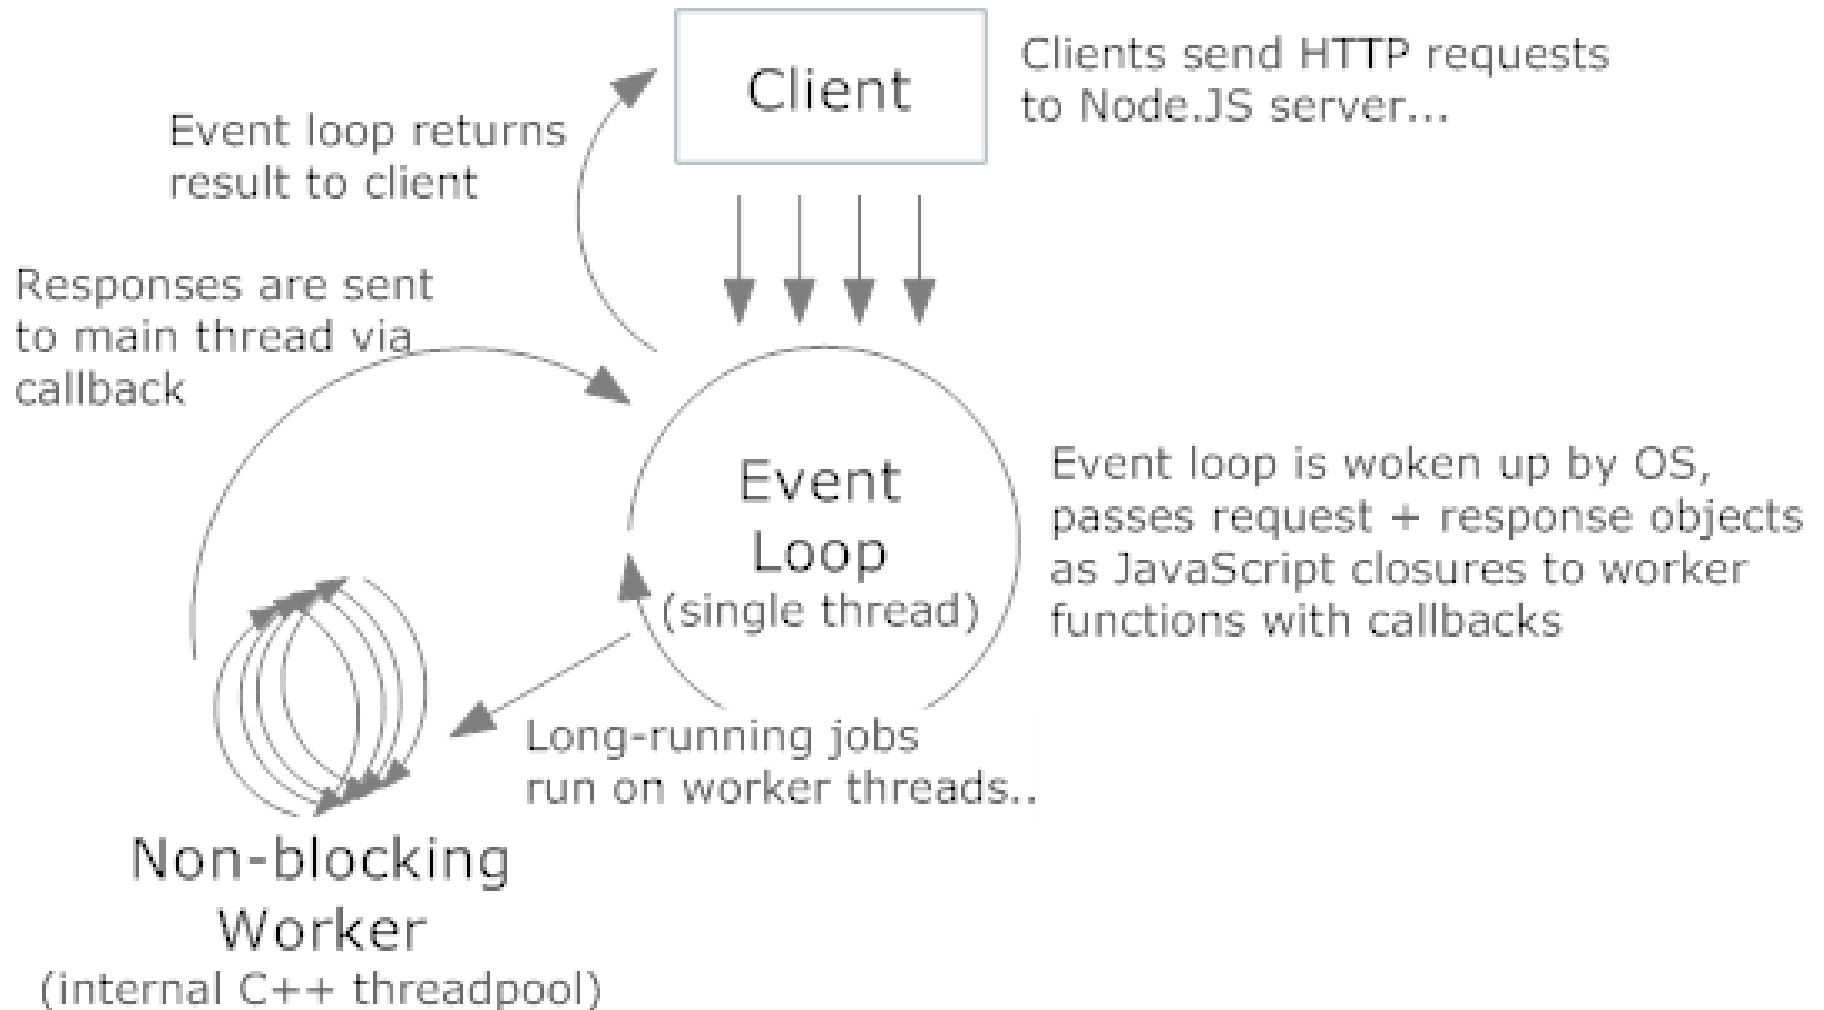 Client
Clients send HTTP requests
to Node.JS server...
Event loop returns
result to client
Responses are sent
to main thread via
callback
Event
Loop
(single thread)
Event loop is woken up by OS,
passes request + response objects
as JavaScript closures to worker
functions with callbacks
Long-running jobs
run on worker threads..
Non-blocking
Worker
(internal C++ threadpool)